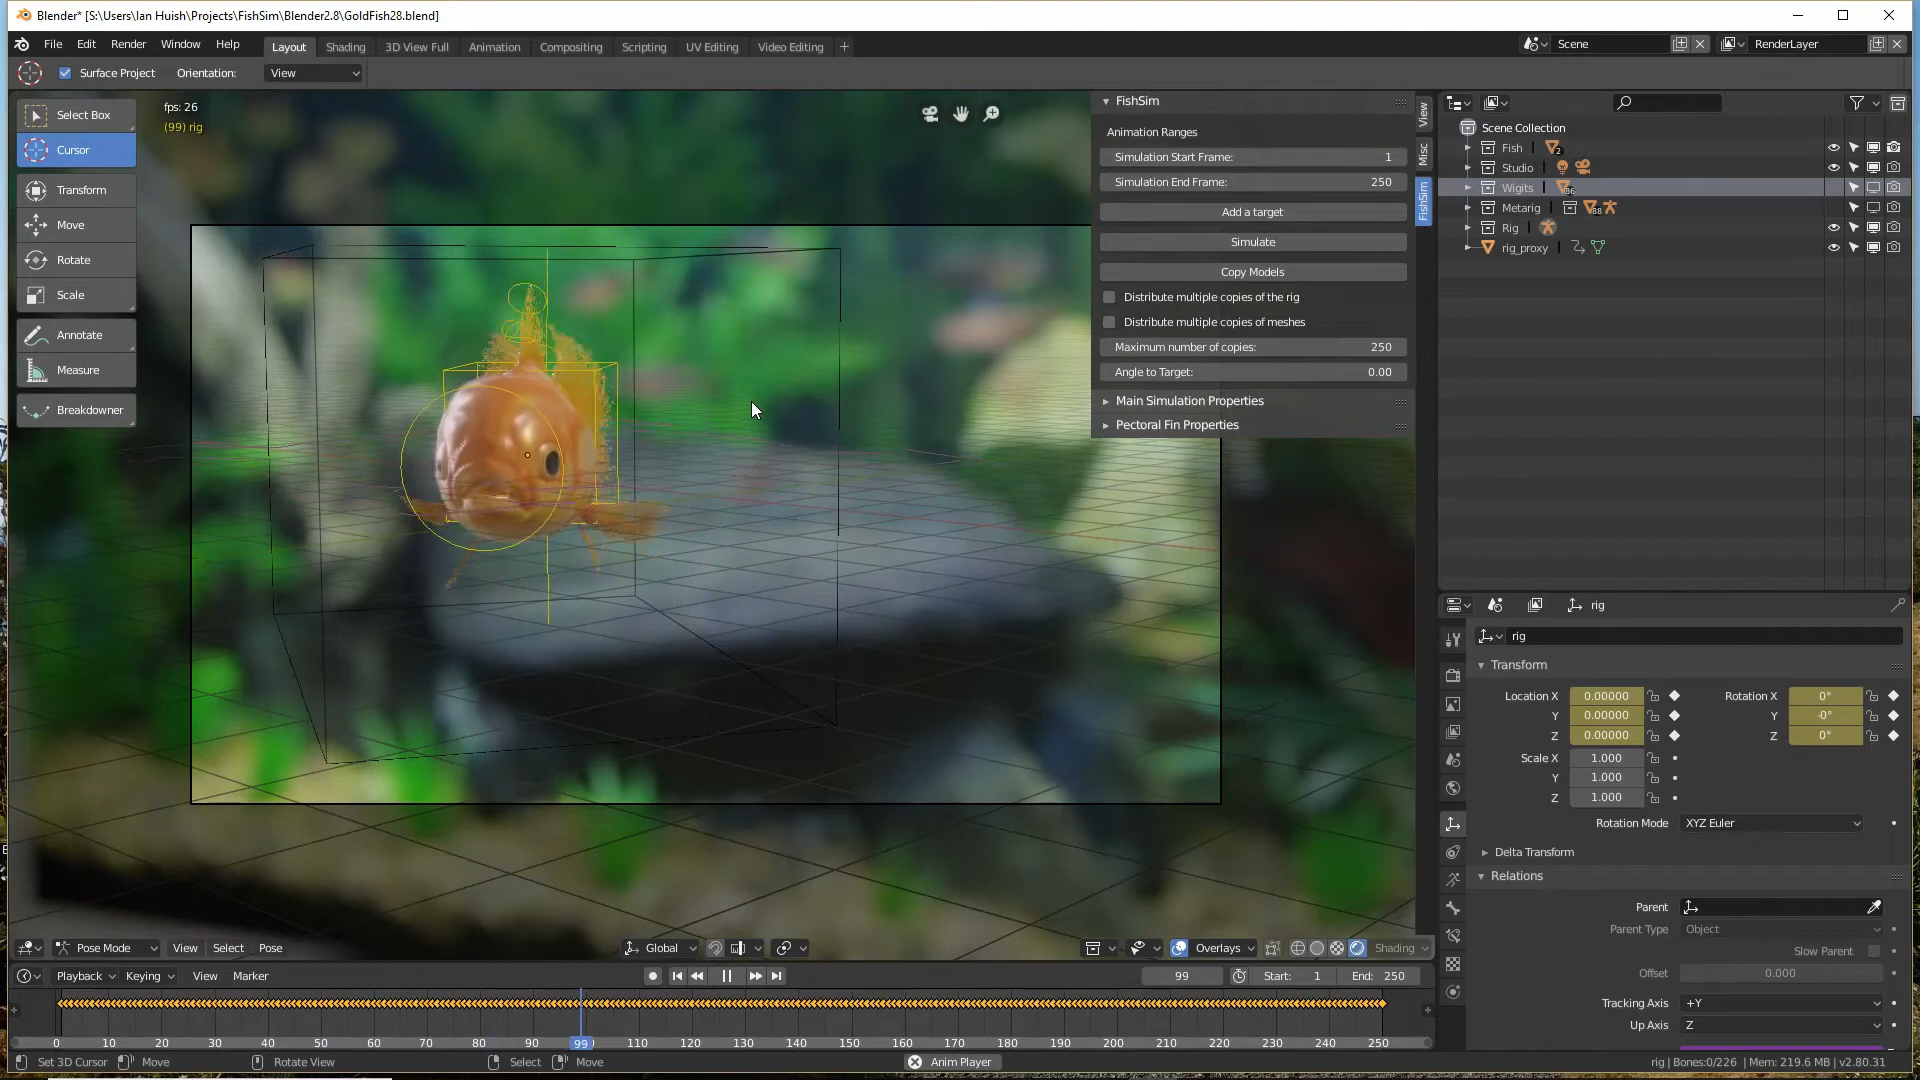 Blender* [S:\Users\Ian Huish\Projects\FishSim\Blender2.8\GoldFish28.blend]
File Edit Render Window Help Layout Shading 3D View Full Animation Compositing Scripting UV Editing Video Editing + Scene RenderLayer
Surface Project Orientation: View
Select Box
Cursor
Transform
Move
Rotate
Scale
Annotate
Measure
Breakdowner
fps: 26
(99) rig
FishSim
Animation Ranges
Simulation Start Frame: 1
Simulation End Frame: 250
Add a target
Simulate
Copy Models
Distribute multiple copies of the rig
Distribute multiple copies of meshes
Maximum number of copies: 250
Angle to Target: 0.00
Main Simulation Properties
Pectoral Fin Properties
View
Misc
FishSim
Scene Collection
Fish 2
Studio
Wigits 86
Metarig 88
Rig
rig_proxy
rig
rig
Transform
Location X 0.00000 Rotation X 0°
Y 0.00000 Y -0°
Z 0.00000 Z 0°
Scale X 1.000
Y 1.000
Z 1.000
Rotation Mode XYZ Euler
Delta Transform
Relations
Parent
Parent Type Object
Slow Parent
Offset 0.000
Tracking Axis +Y
Up Axis Z
Pose Mode View Select Pose Global Overlays Shading
Playback Keying View Marker 99 Start: 1 End: 250
0 10 20 30 40 50 60 70 80 90 99 110 120 130 140 150 160 170 180 190 200 210 220 230 240 250
Set 3D Cursor Move Rotate View Select Move Anim Player rig | Bones:0/226 | Mem: 219.6 MB | v2.80.31